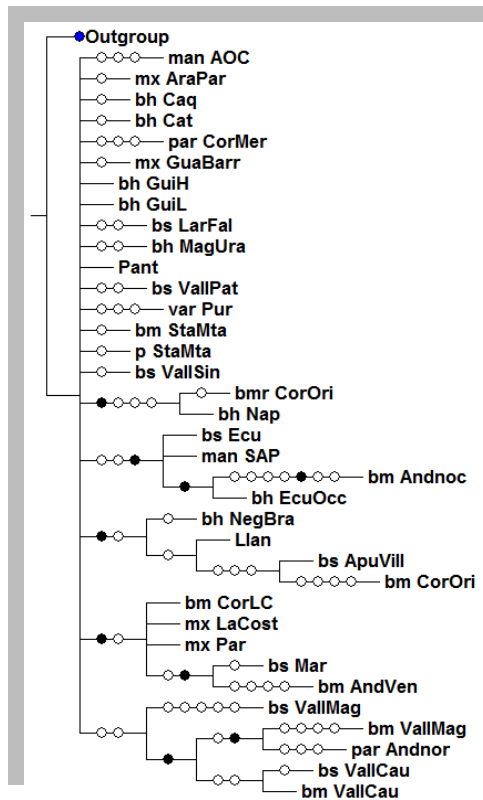 Outgroup
man AOC
mx AraPar
bh Caq
bh Cat
par CorMer
mx GuaBarr
bh GuiH
bh GuiL
bs LarFal
bh MagUra
Pant
bs VallPat
var Pur
bm StaMta
p StaMta
bs VallSin
bmr CorOri
bh Nap
bs Ecu
man SAP
bm Andnoc
bh EcuOcc
bh NegBra
Llan
bs ApuVill
bm CorOri
bm CorLC
mx LaCost
mx Par
bs Mar
bm AndVen
bs VallMag
bm VallMag
par Andnor
bs VallCau
bm VallCau